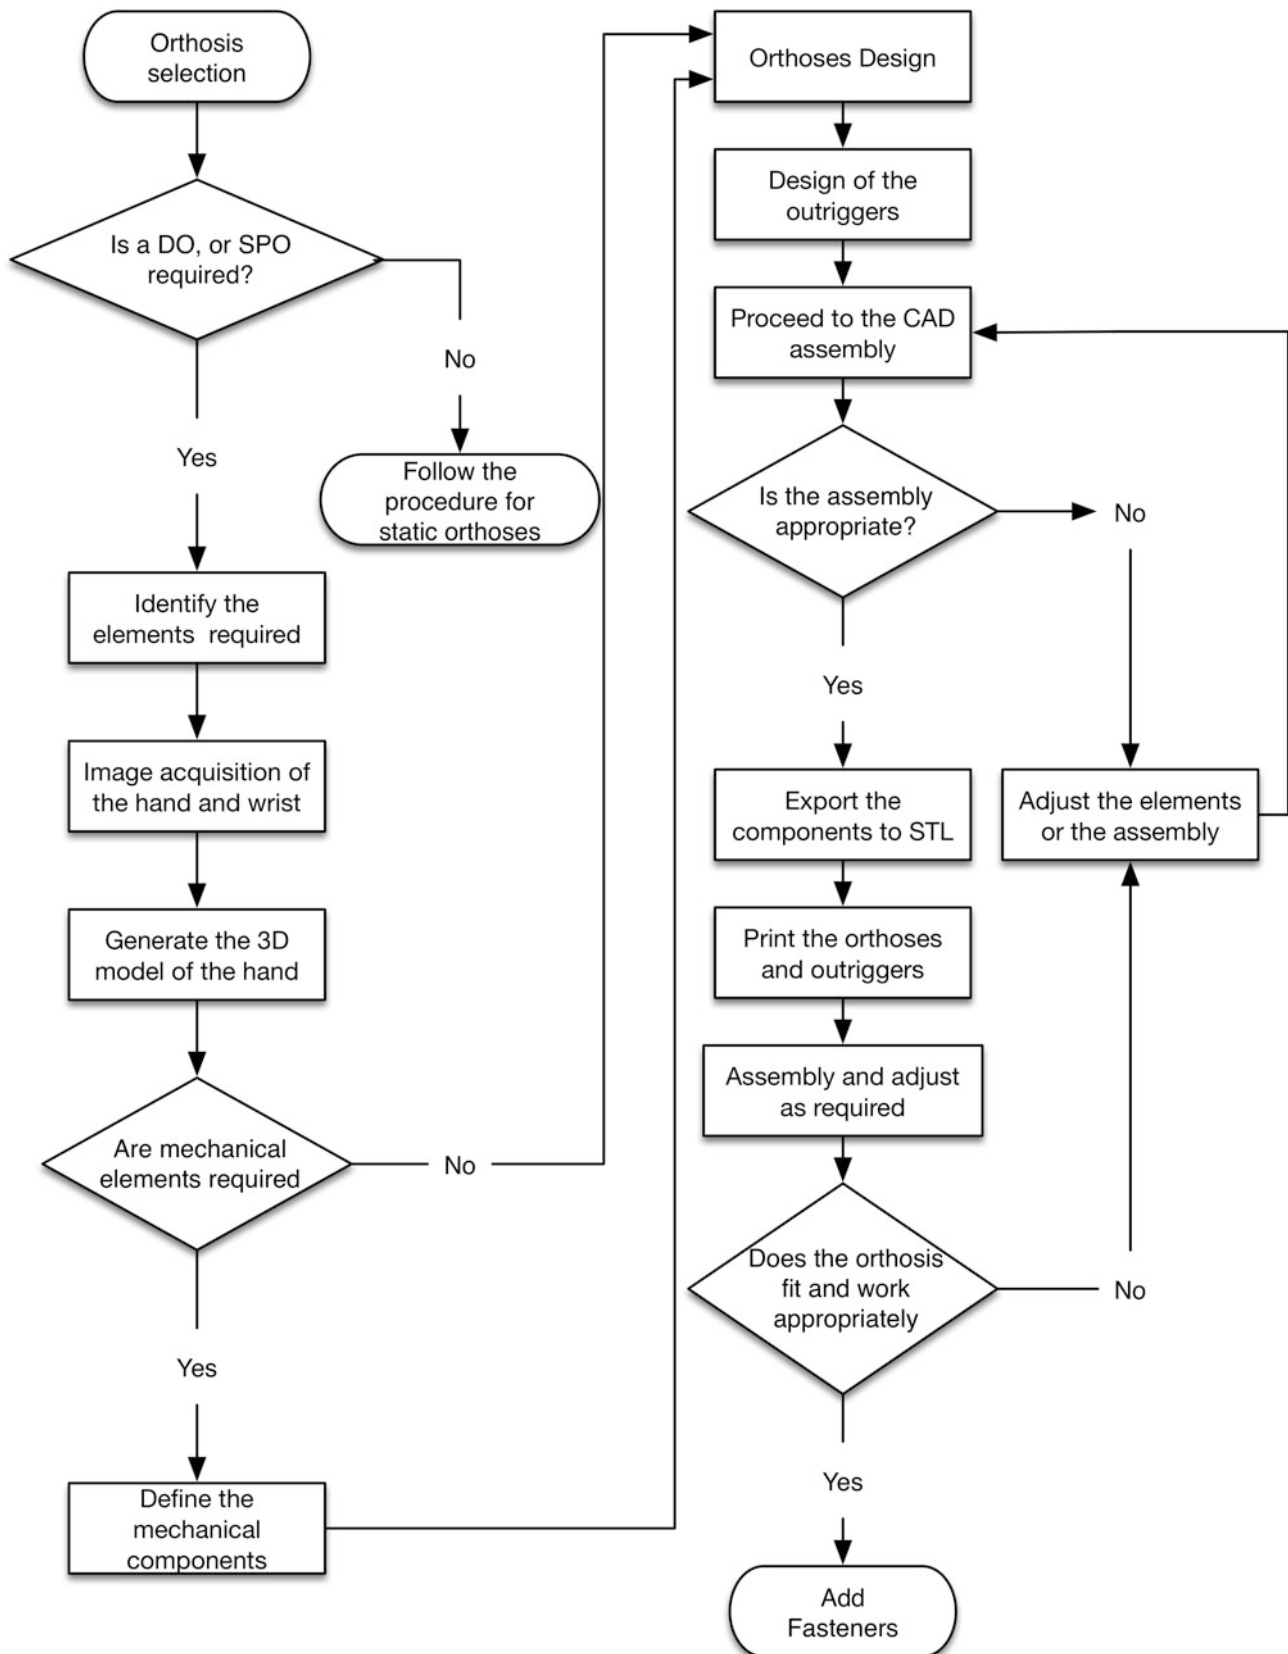 Orthosis
selection
Is a DO, or SPO
required?
No
Yes
Follow the
procedure for
static orthoses
Identify the
elements required
Image acquisition of
the hand and wrist
Generate the 3D
model of the hand
Are mechanical
elements required
No
Yes
Define the
mechanical
components
Orthoses Design
Design of the
outriggers
Proceed to the CAD
assembly
Is the assembly
appropriate?
No
Yes
Export the
components to STL
Adjust the elements
or the assembly
Print the orthoses
and outriggers
Assembly and adjust
as required
Does the orthosis
fit and work
appropriately
No
Yes
Add
Fasteners